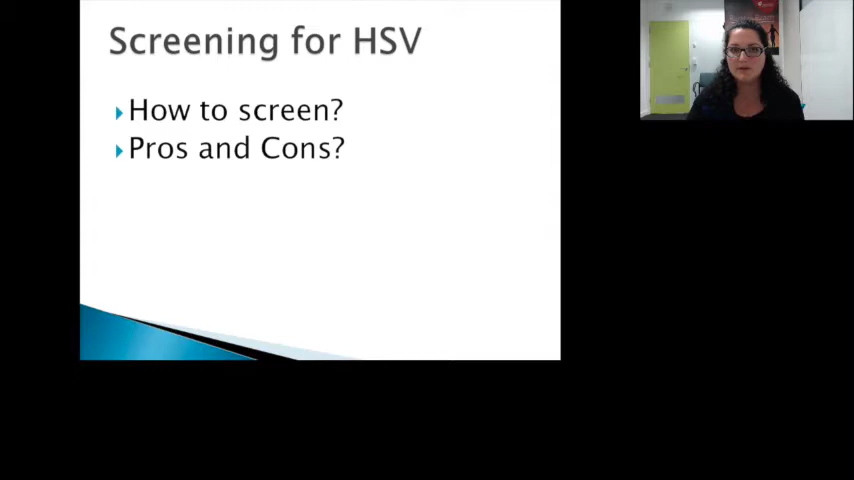 Screening for HSV
How to screen?
Pros and Cons?